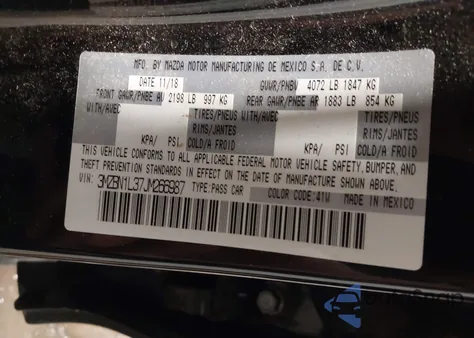 MFD. BY MAZDA MOTOR MANUFACTURING DE MEXICO S.A. DE C.V.
DATE 11/18 GVWR/PNBV 4072 LB 1847 KG
FRONT GAWR/PNBE AV 2198 LB 997 KG REAR GAWR/PNBE AR 1883 LB 854 KG
WITH/AVEC TIRES/PNEUS WITH/AVEC TIRES/PNEUS
RIMS/JANTES RIMS/JANTES
KPA/ PSI COLD/A FROID KPA/ PSI COLD/A FROID
THIS VEHICLE CONFORMS TO ALL APPLICABLE FEDERAL MOTOR VEHICLE SAFETY, BUMPER, AND
THEFT PREVENTION STANDARDS IN EFFECT ON THE DATE OF MANUFACTURE SHOWN ABOVE.
VIN: 3MZBN1L37JM266987 TYPE: PASS CAR COLOR CODE: 41W MADE IN MEXICO